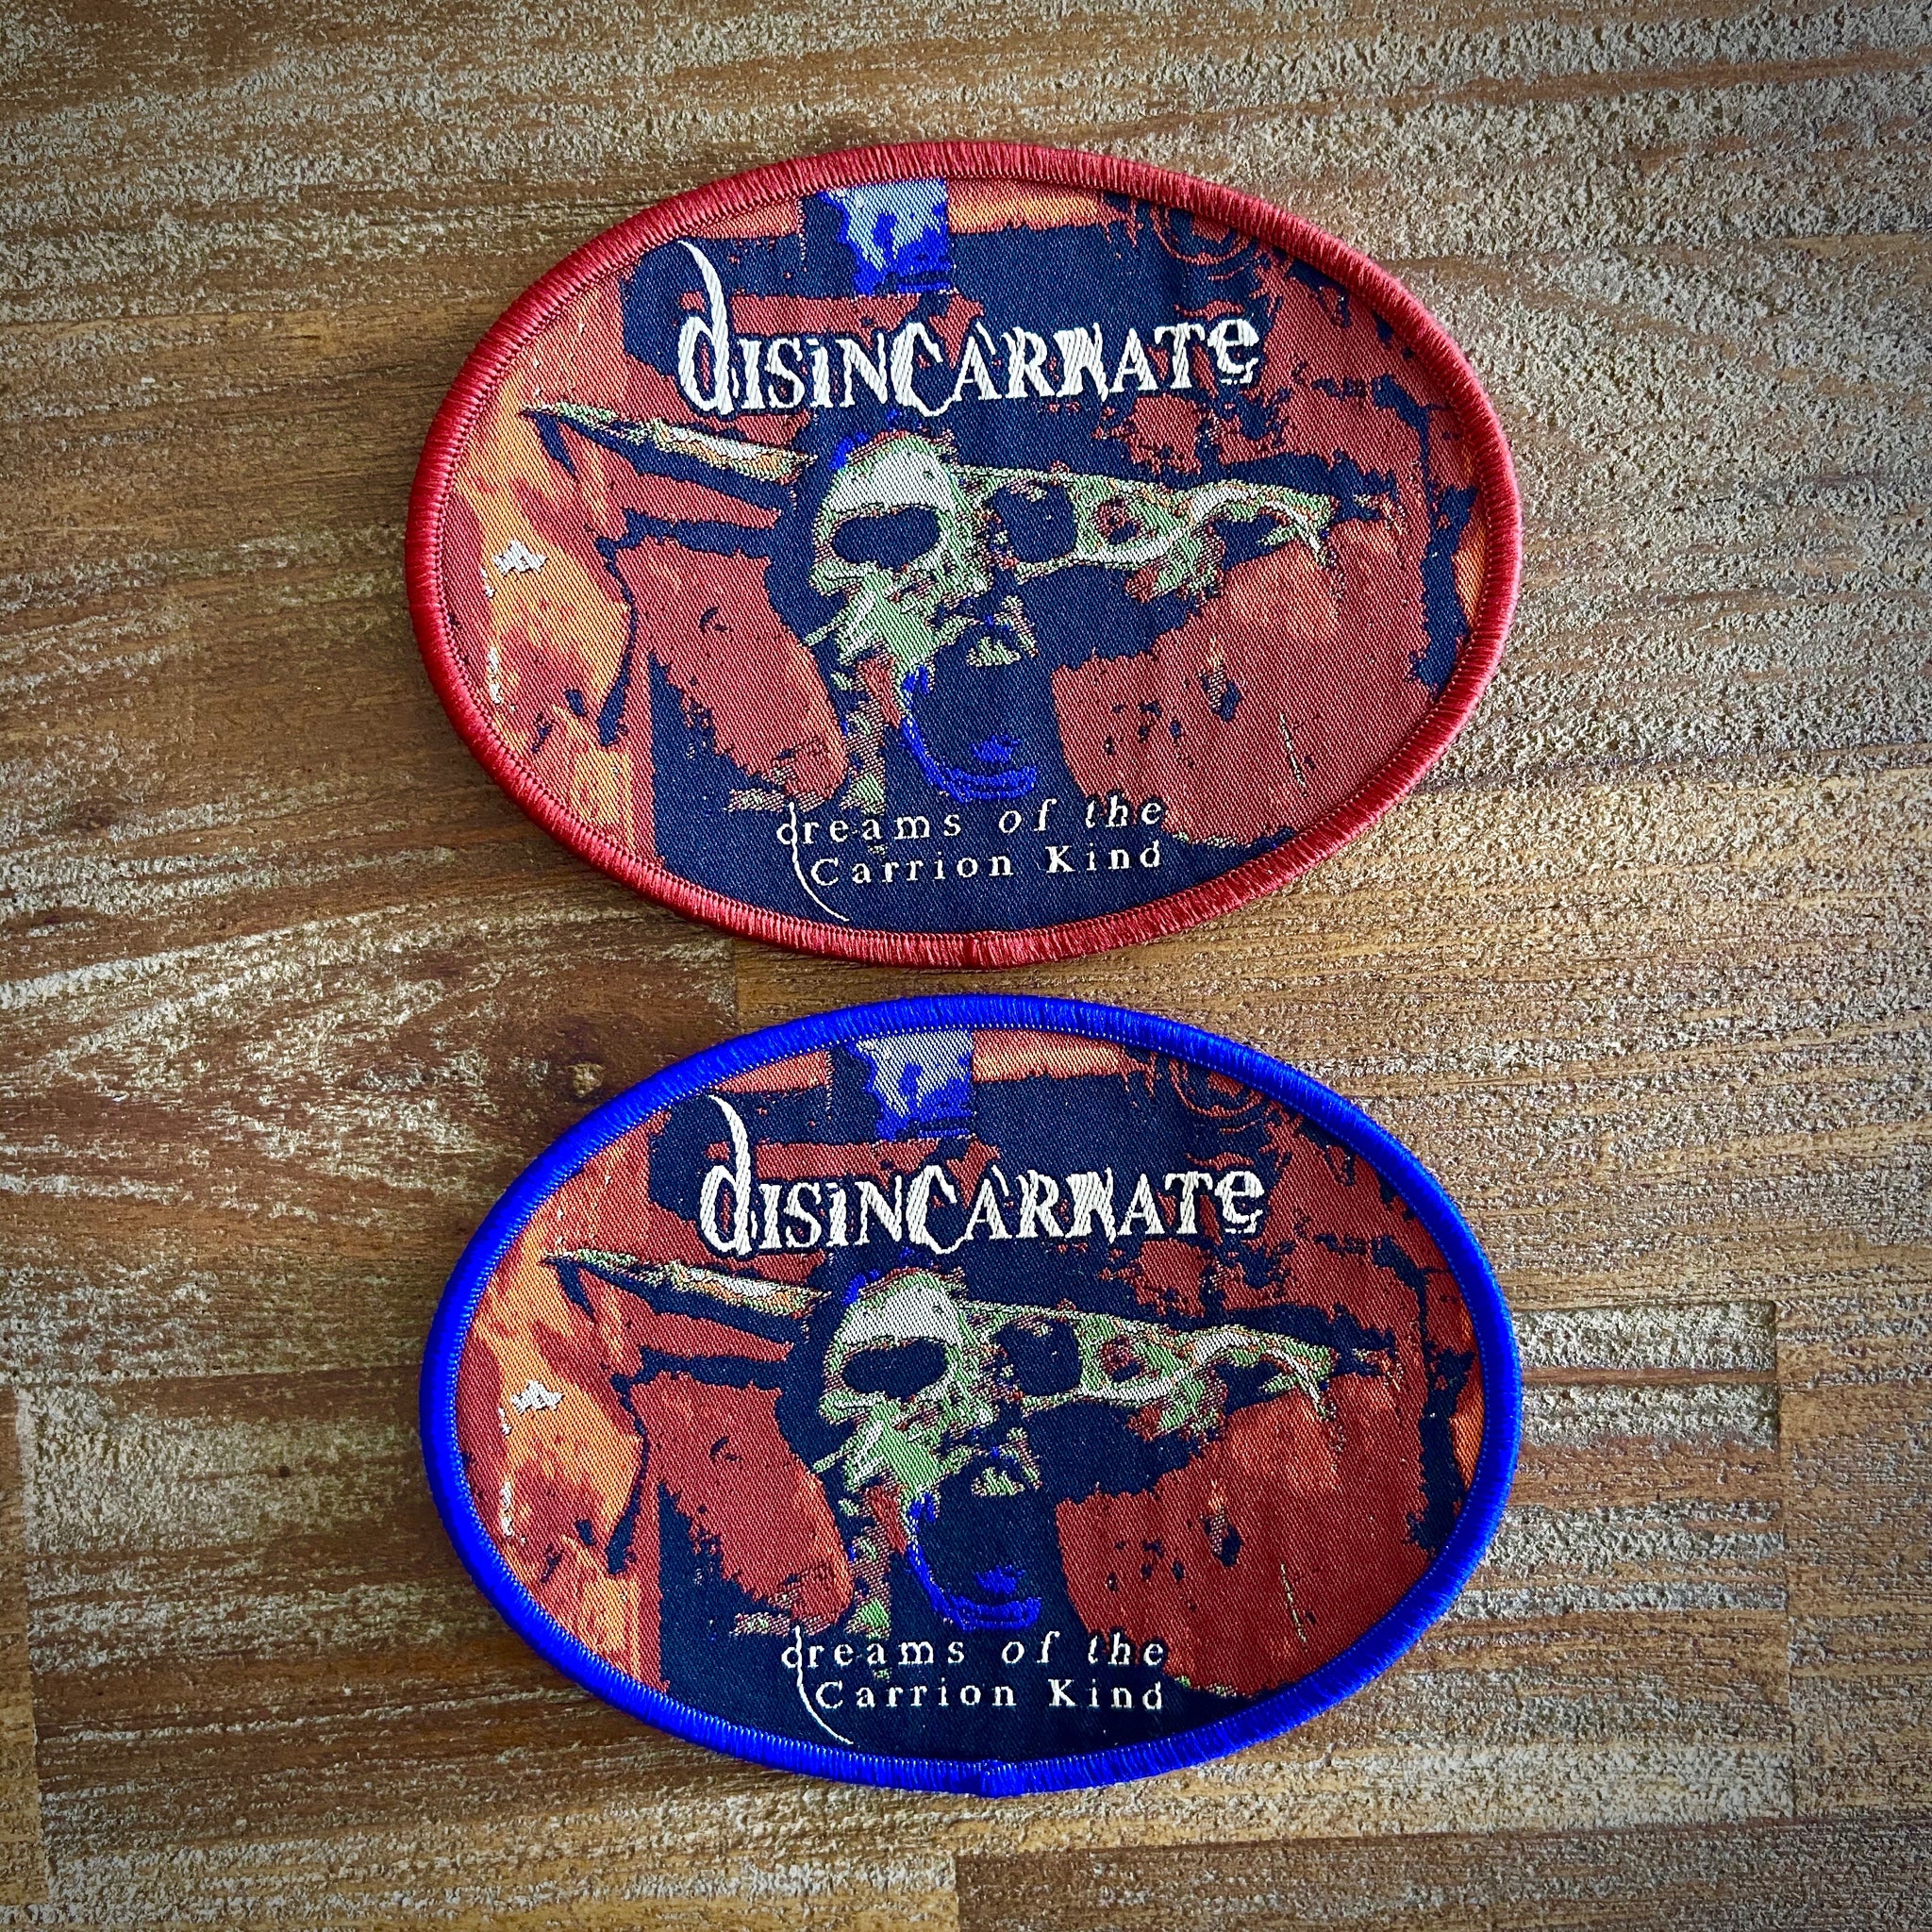 dISiNCARNATe
dreams of the
Carrion Kind
dISiNCARNATe
dreams of the
Carrion Kind